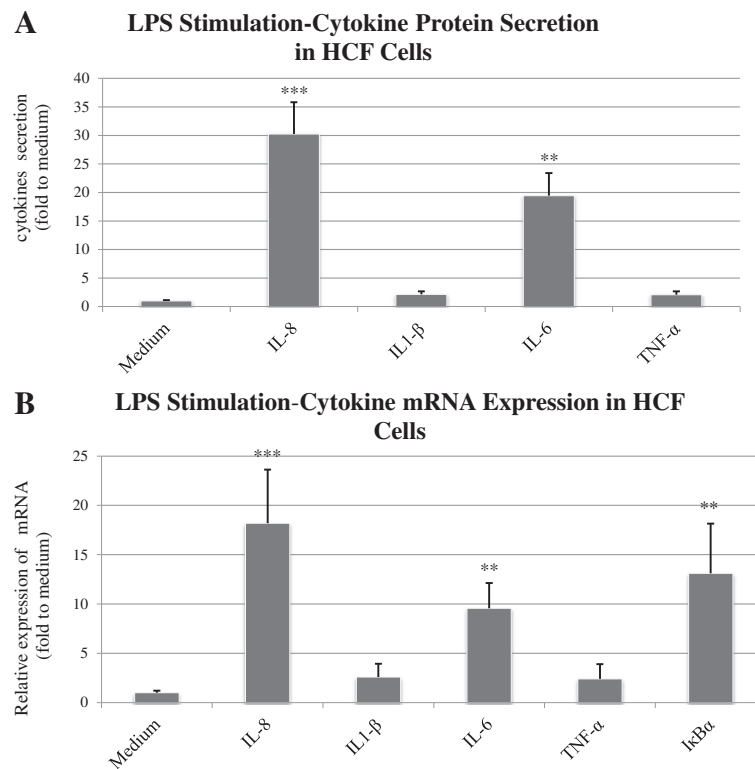 A
LPS Stimulation-Cytokine Protein Secretion
in HCF Cells
cytokines secretion
(fold to medium)
40
35
30
25
20
15
10
5
0
***
**
Medium
IL-8
IL1-β
IL-6
TNF-α
B
LPS Stimulation-Cytokine mRNA Expression in HCF
Cells
Relative expression of mRNA
(fold to medium)
25
20
15
10
5
0
***
**
**
Medium
IL-8
IL1-β
IL-6
TNF-α
IκBα